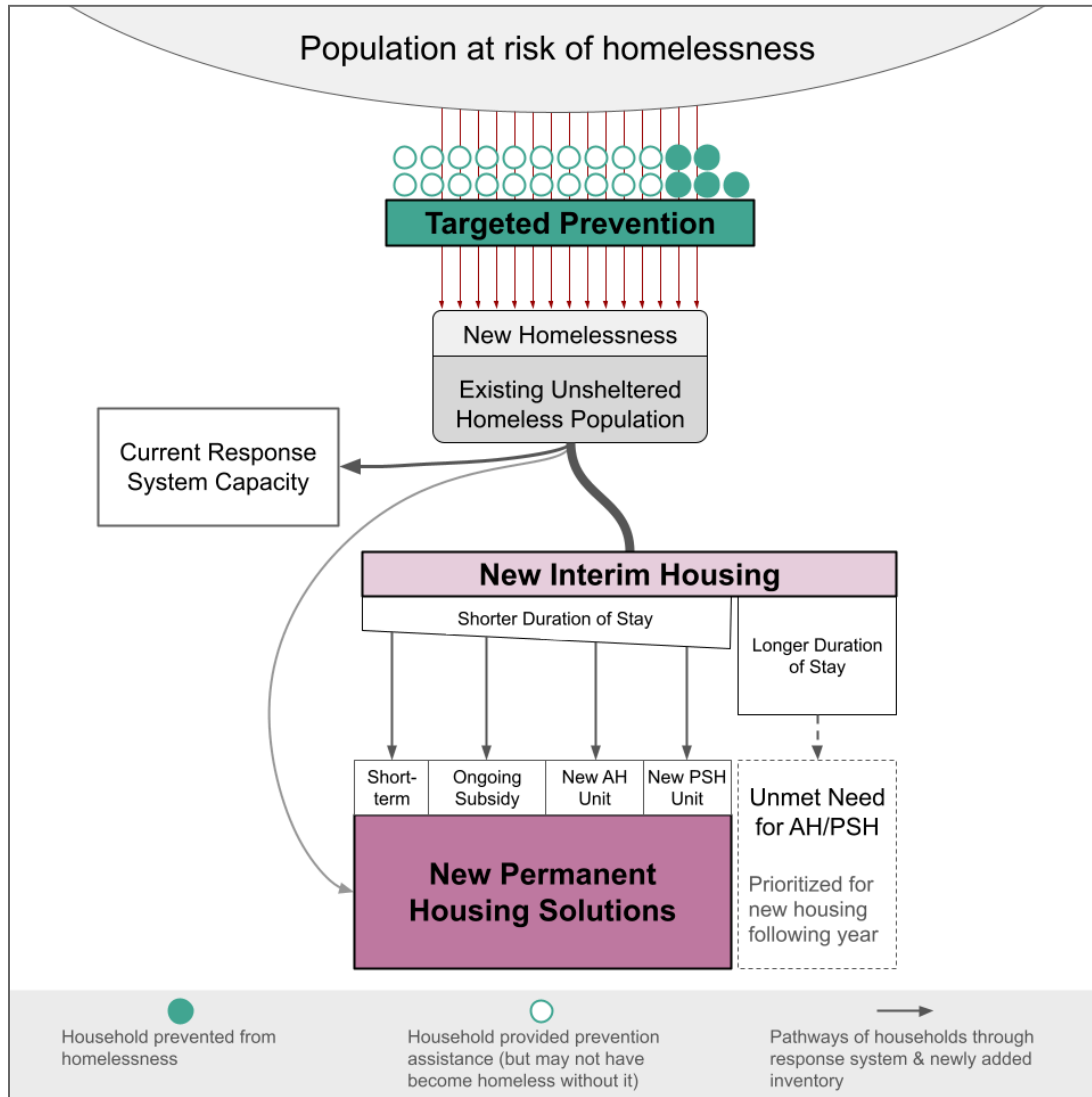 Population at risk of homelessness
Targeted Prevention
New Homelessness
Existing Unsheltered
Homeless Population
Current Response
System Capacity
New Interim Housing
Shorter Duration of Stay
Longer Duration
of Stay
Short-
term
Ongoing
Subsidy
New AH
Unit
New PSH
Unit
New Permanent
Housing Solutions
Unmet Need
for AH/PSH
Prioritized for
new housing
following year
Household prevented from
homelessness
Household provided prevention
assistance (but may not have
become homeless without it)
Pathways of households through
response system & newly added
inventory